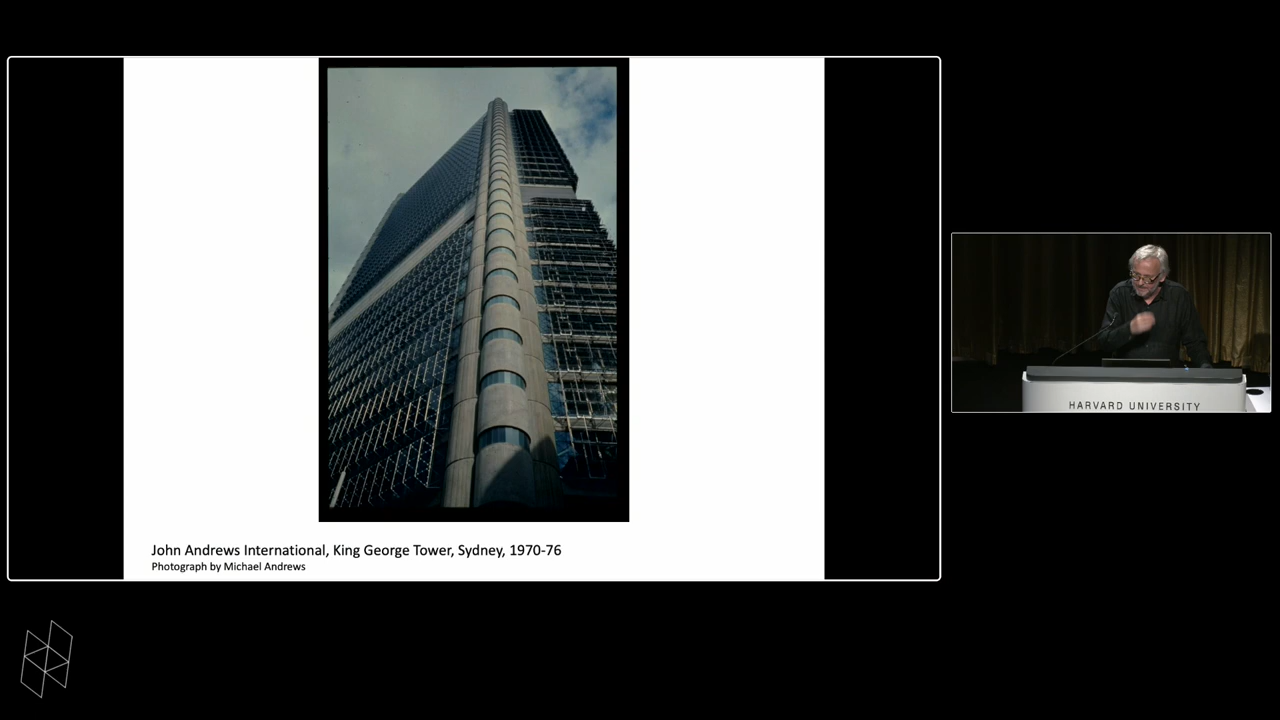 John Andrews International, King George Tower, Sydney, 1970-76
Photograph by Michael Andrews
HARVARD UNIVERSITY